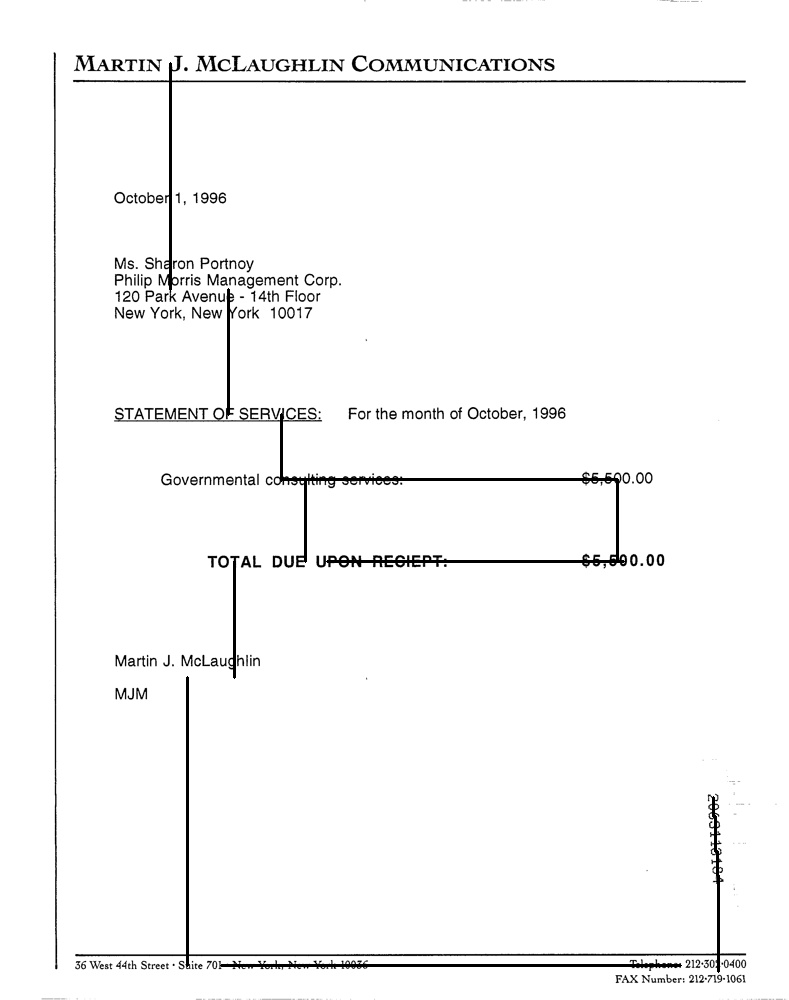 MARTIN J. MCLAUGHLIN COMMUNICATIONS
October 1, 1996
Ms. Sharon Portnoy
Philip Morris Management Corp.
120 Park Avenue - 14th Floor
New York, New York 10017
STATEMENT OF SERVICES: For the month of October, 1996
Governmental consulting services: $5,500.00
TOTAL DUE UPON RECIEPT: $5,500.00
Martin J. McLaughlin
MJM
36 West 44th Street · Suite 701 New York, New York 10036 Telephone: 212·302·0400
FAX Number: 212·719·1061